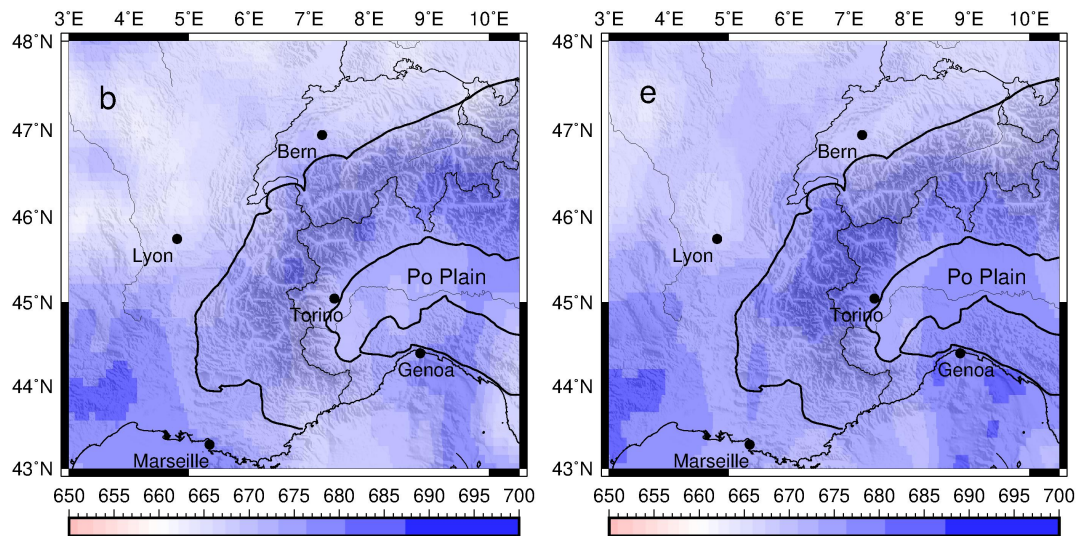 3˚E 4˚E 5˚E 6˚E 7˚E 8˚E 9˚E 10˚E
48˚N
b
47˚N
Bern
46˚N
Lyon
Po Plain
45˚N
Torino
44˚N
Genoa
43˚N
Marseille
650 655 660 665 670 675 680 685 690 695 700
3˚E 4˚E 5˚E 6˚E 7˚E 8˚E 9˚E 10˚E
48˚N
e
47˚N
Bern
46˚N
Lyon
Po Plain
45˚N
Torino
44˚N
Genoa
43˚N
Marseille
650 655 660 665 670 675 680 685 690 695 700